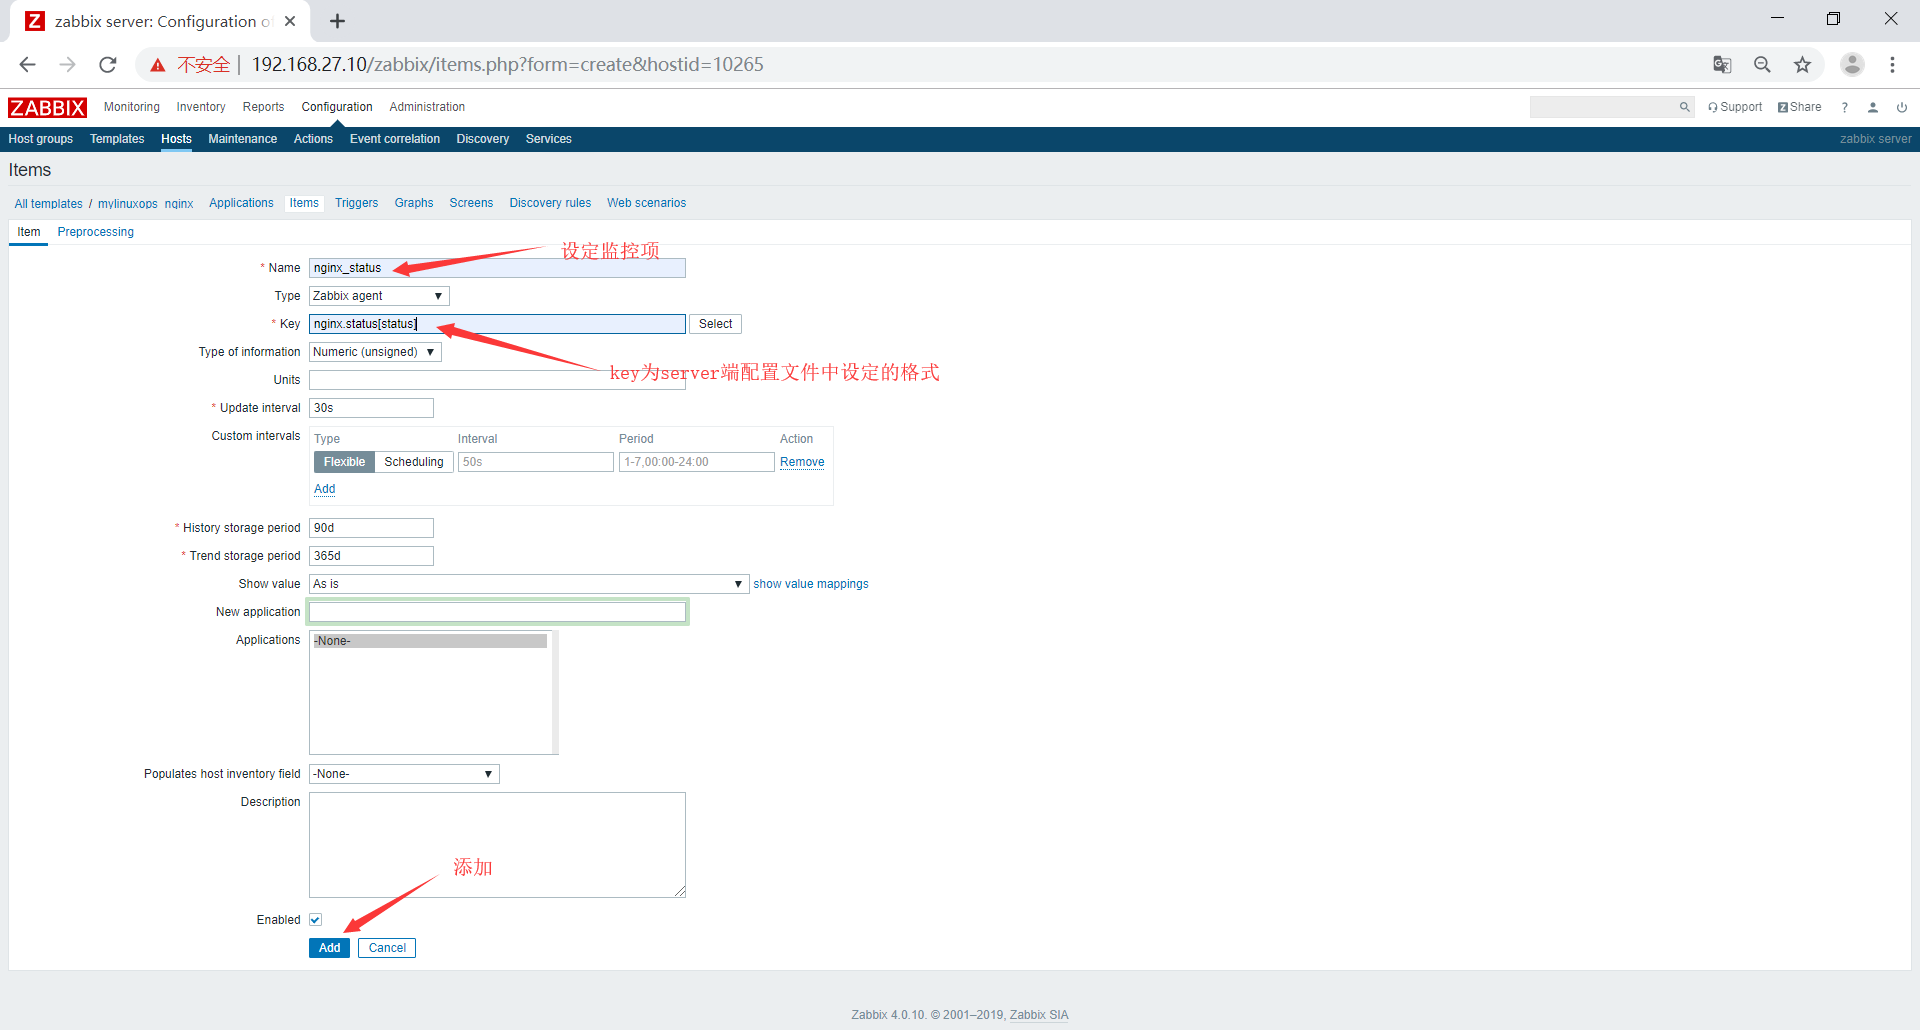 zabbix server: Configuration o
不安全 | 192.168.27.10/zabbix/items.php?form=create&hostid=10265
ZABBIX Monitoring Inventory Reports Configuration Administration Support Z Share ?
Host groups Templates Hosts Maintenance Actions Event correlation Discovery Services zabbix server
Items
All templates / mylinuxops_nginx Applications Items Triggers Graphs Screens Discovery rules Web scenarios
Item Preprocessing
设定监控项
* Name nginx_status
Type Zabbix agent
* Key nginx.status[status] Select
Type of information Numeric (unsigned)
key为server端配置文件中设定的格式
Units
* Update interval 30s
Custom intervals Type Interval Period Action
Flexible Scheduling 50s 1-7,00:00-24:00 Remove
Add
* History storage period 90d
* Trend storage period 365d
Show value As is show value mappings
New application
Applications -None-
Populates host inventory field -None-
Description
添加
Enabled
Add Cancel
Zabbix 4.0.10. © 2001–2019, Zabbix SIA